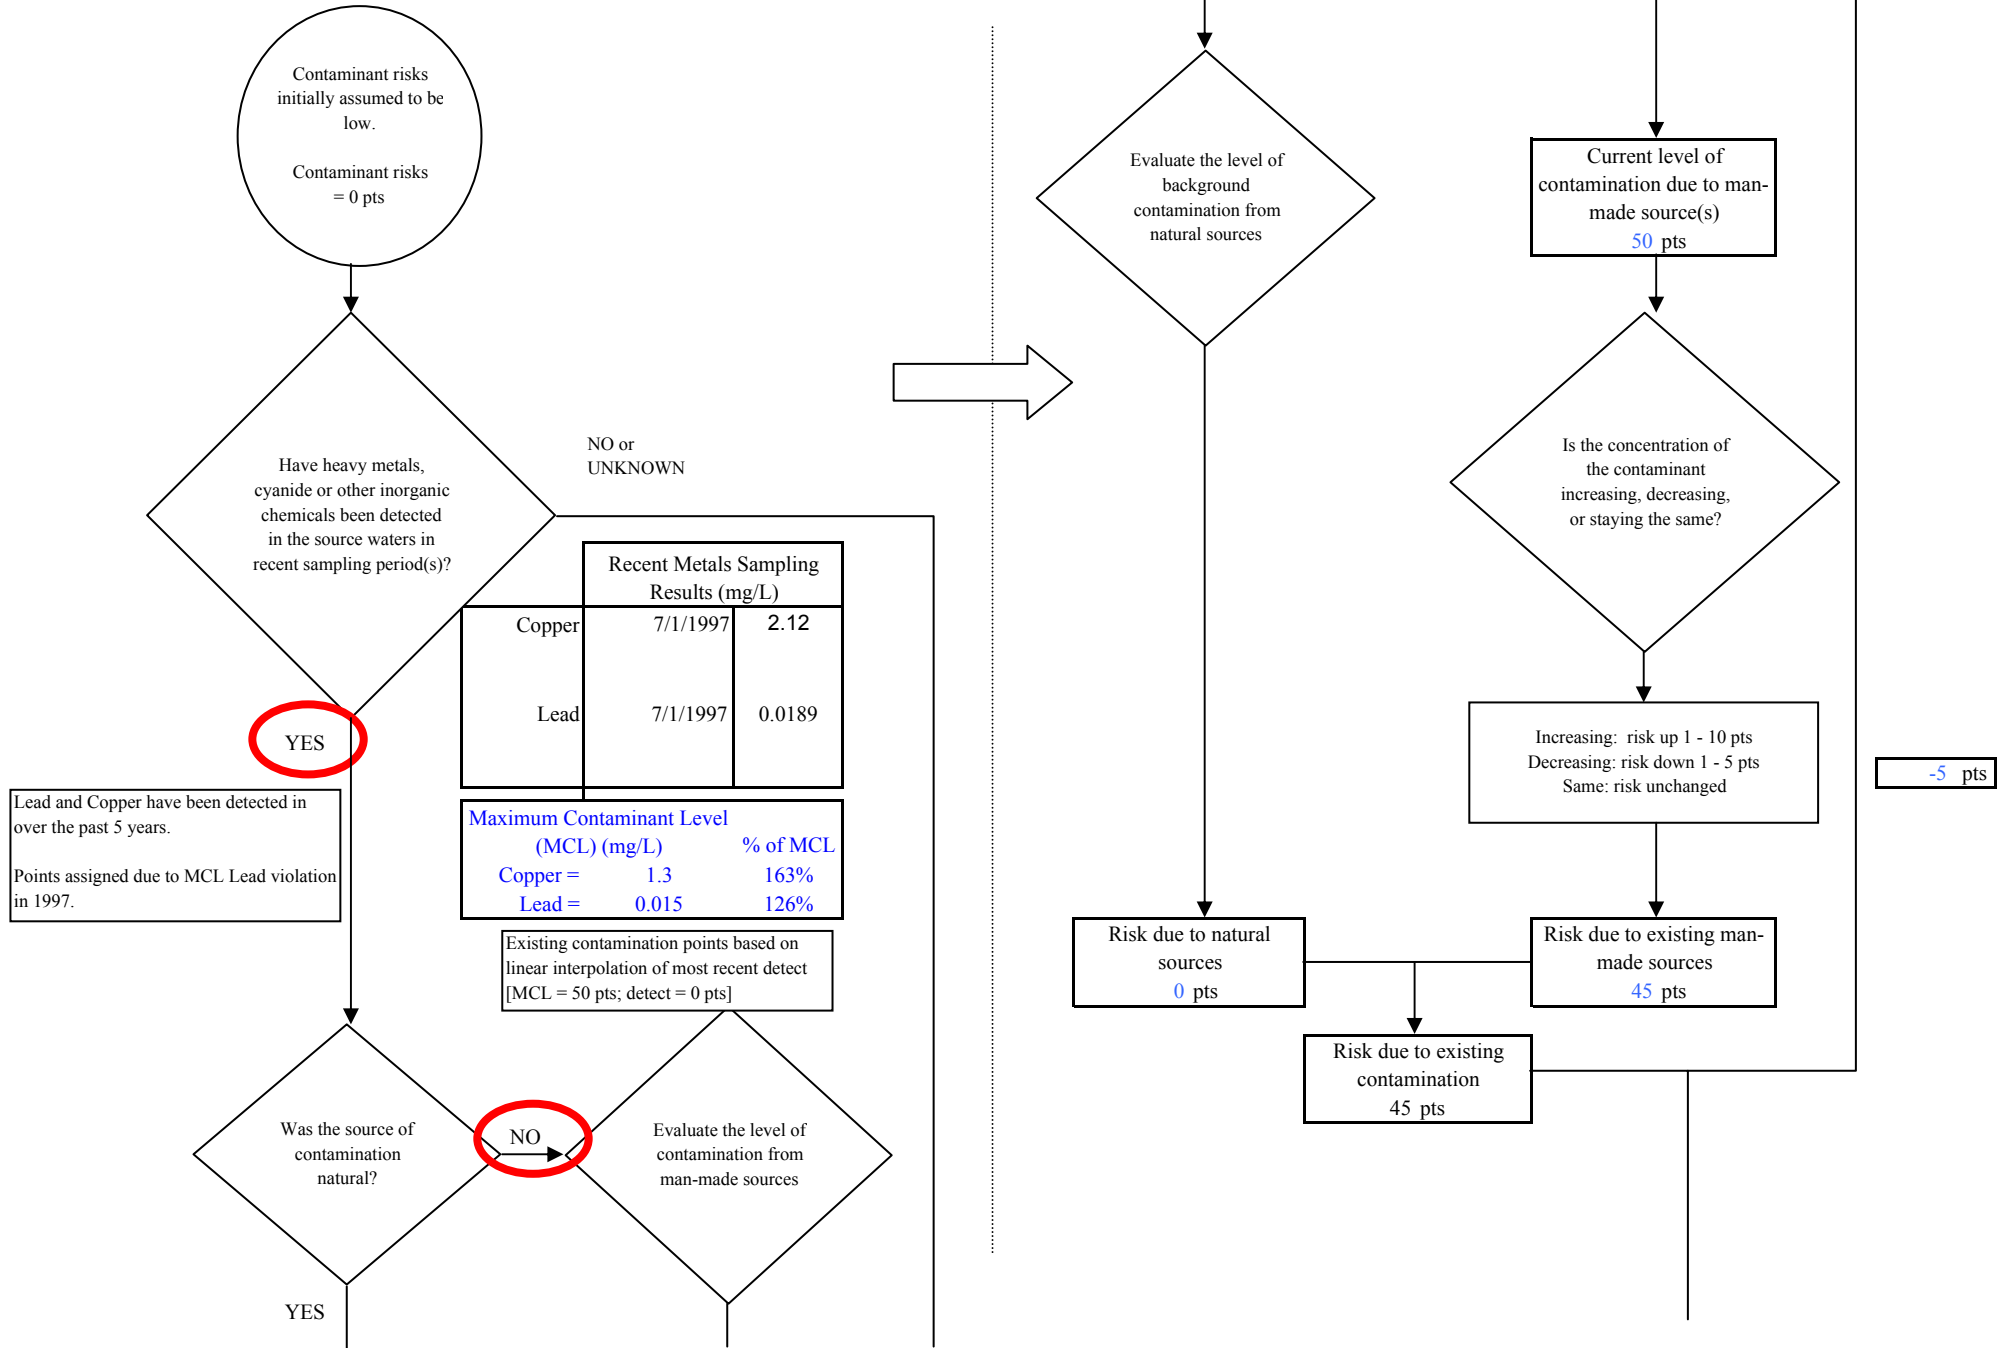 Contaminant risks
initially assumed to be
low.
Contaminant risks
= 0 pts
Have heavy metals,
cyanide or other inorganic
chemicals been detected
in the source waters in
recent sampling period(s)?
NO or
UNKNOWN
YES
Recent Metals Sampling
Results (mg/L)
Copper 7/1/1997 2.12
Lead 7/1/1997 0.0189
Lead and Copper have been detected in
over the past 5 years.
Points assigned due to MCL Lead violation
in 1997.
Maximum Contaminant Level
(MCL) (mg/L) % of MCL
Copper = 1.3 163%
Lead = 0.015 126%
Existing contamination points based on
linear interpolation of most recent detect
[MCL = 50 pts; detect = 0 pts]
Was the source of
contamination
natural?
NO
Evaluate the level of
contamination from
man-made sources
YES
Evaluate the level of
background
contamination from
natural sources
Current level of
contamination due to man-
made source(s)
50 pts
Is the concentration of
the contaminant
increasing, decreasing,
or staying the same?
Increasing: risk up 1 - 10 pts
Decreasing: risk down 1 - 5 pts
Same: risk unchanged
-5 pts
Risk due to natural
sources
0 pts
Risk due to existing man-
made sources
45 pts
Risk due to existing
contamination
45 pts